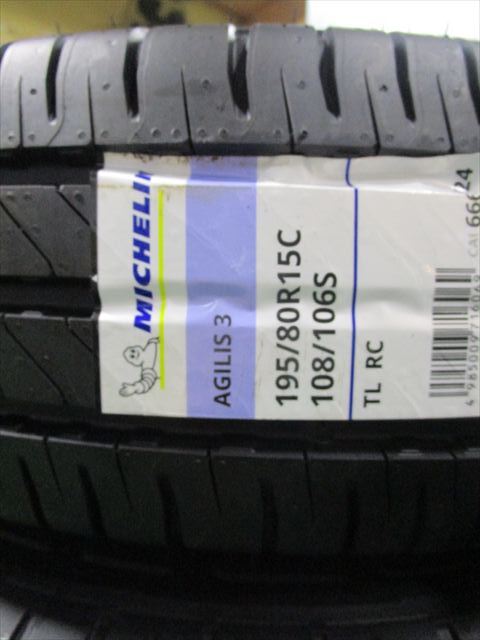 MICHELIN
AGILIS 3
195/80R15C
108/106S
TL RC